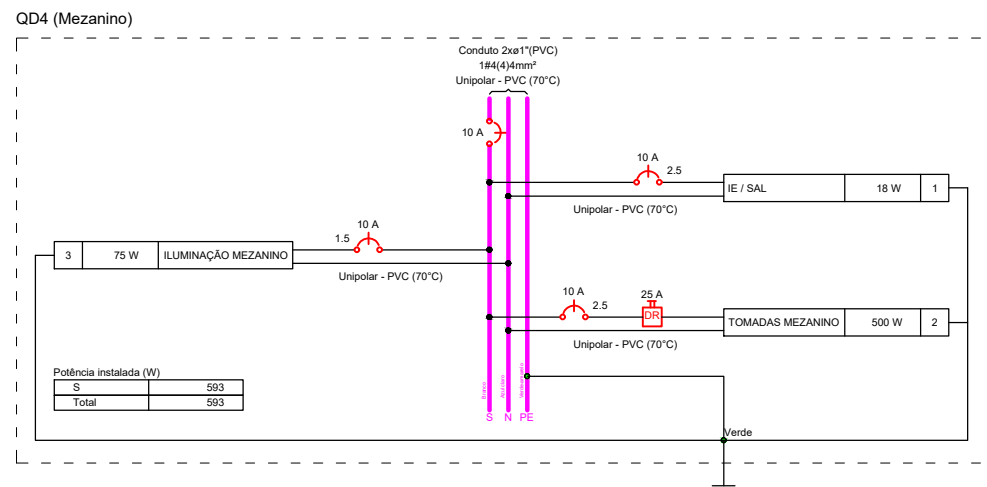 QD4 (Mezanino)
Conduto 2xø1"(PVC)
1#4(4)4mm²
Unipolar - PVC (70°C)
10 A
10 A
2.5
IE / SAL
18 W
1
Unipolar - PVC (70°C)
10 A
1.5
3
75 W
ILUMINAÇÃO MEZANINO
Unipolar - PVC (70°C)
10 A
2.5
25 A
DR
TOMADAS MEZANINO
500 W
2
Unipolar - PVC (70°C)
Potência instalada (W)
S
593
Total
593
Branco
S
N
PE
Verde